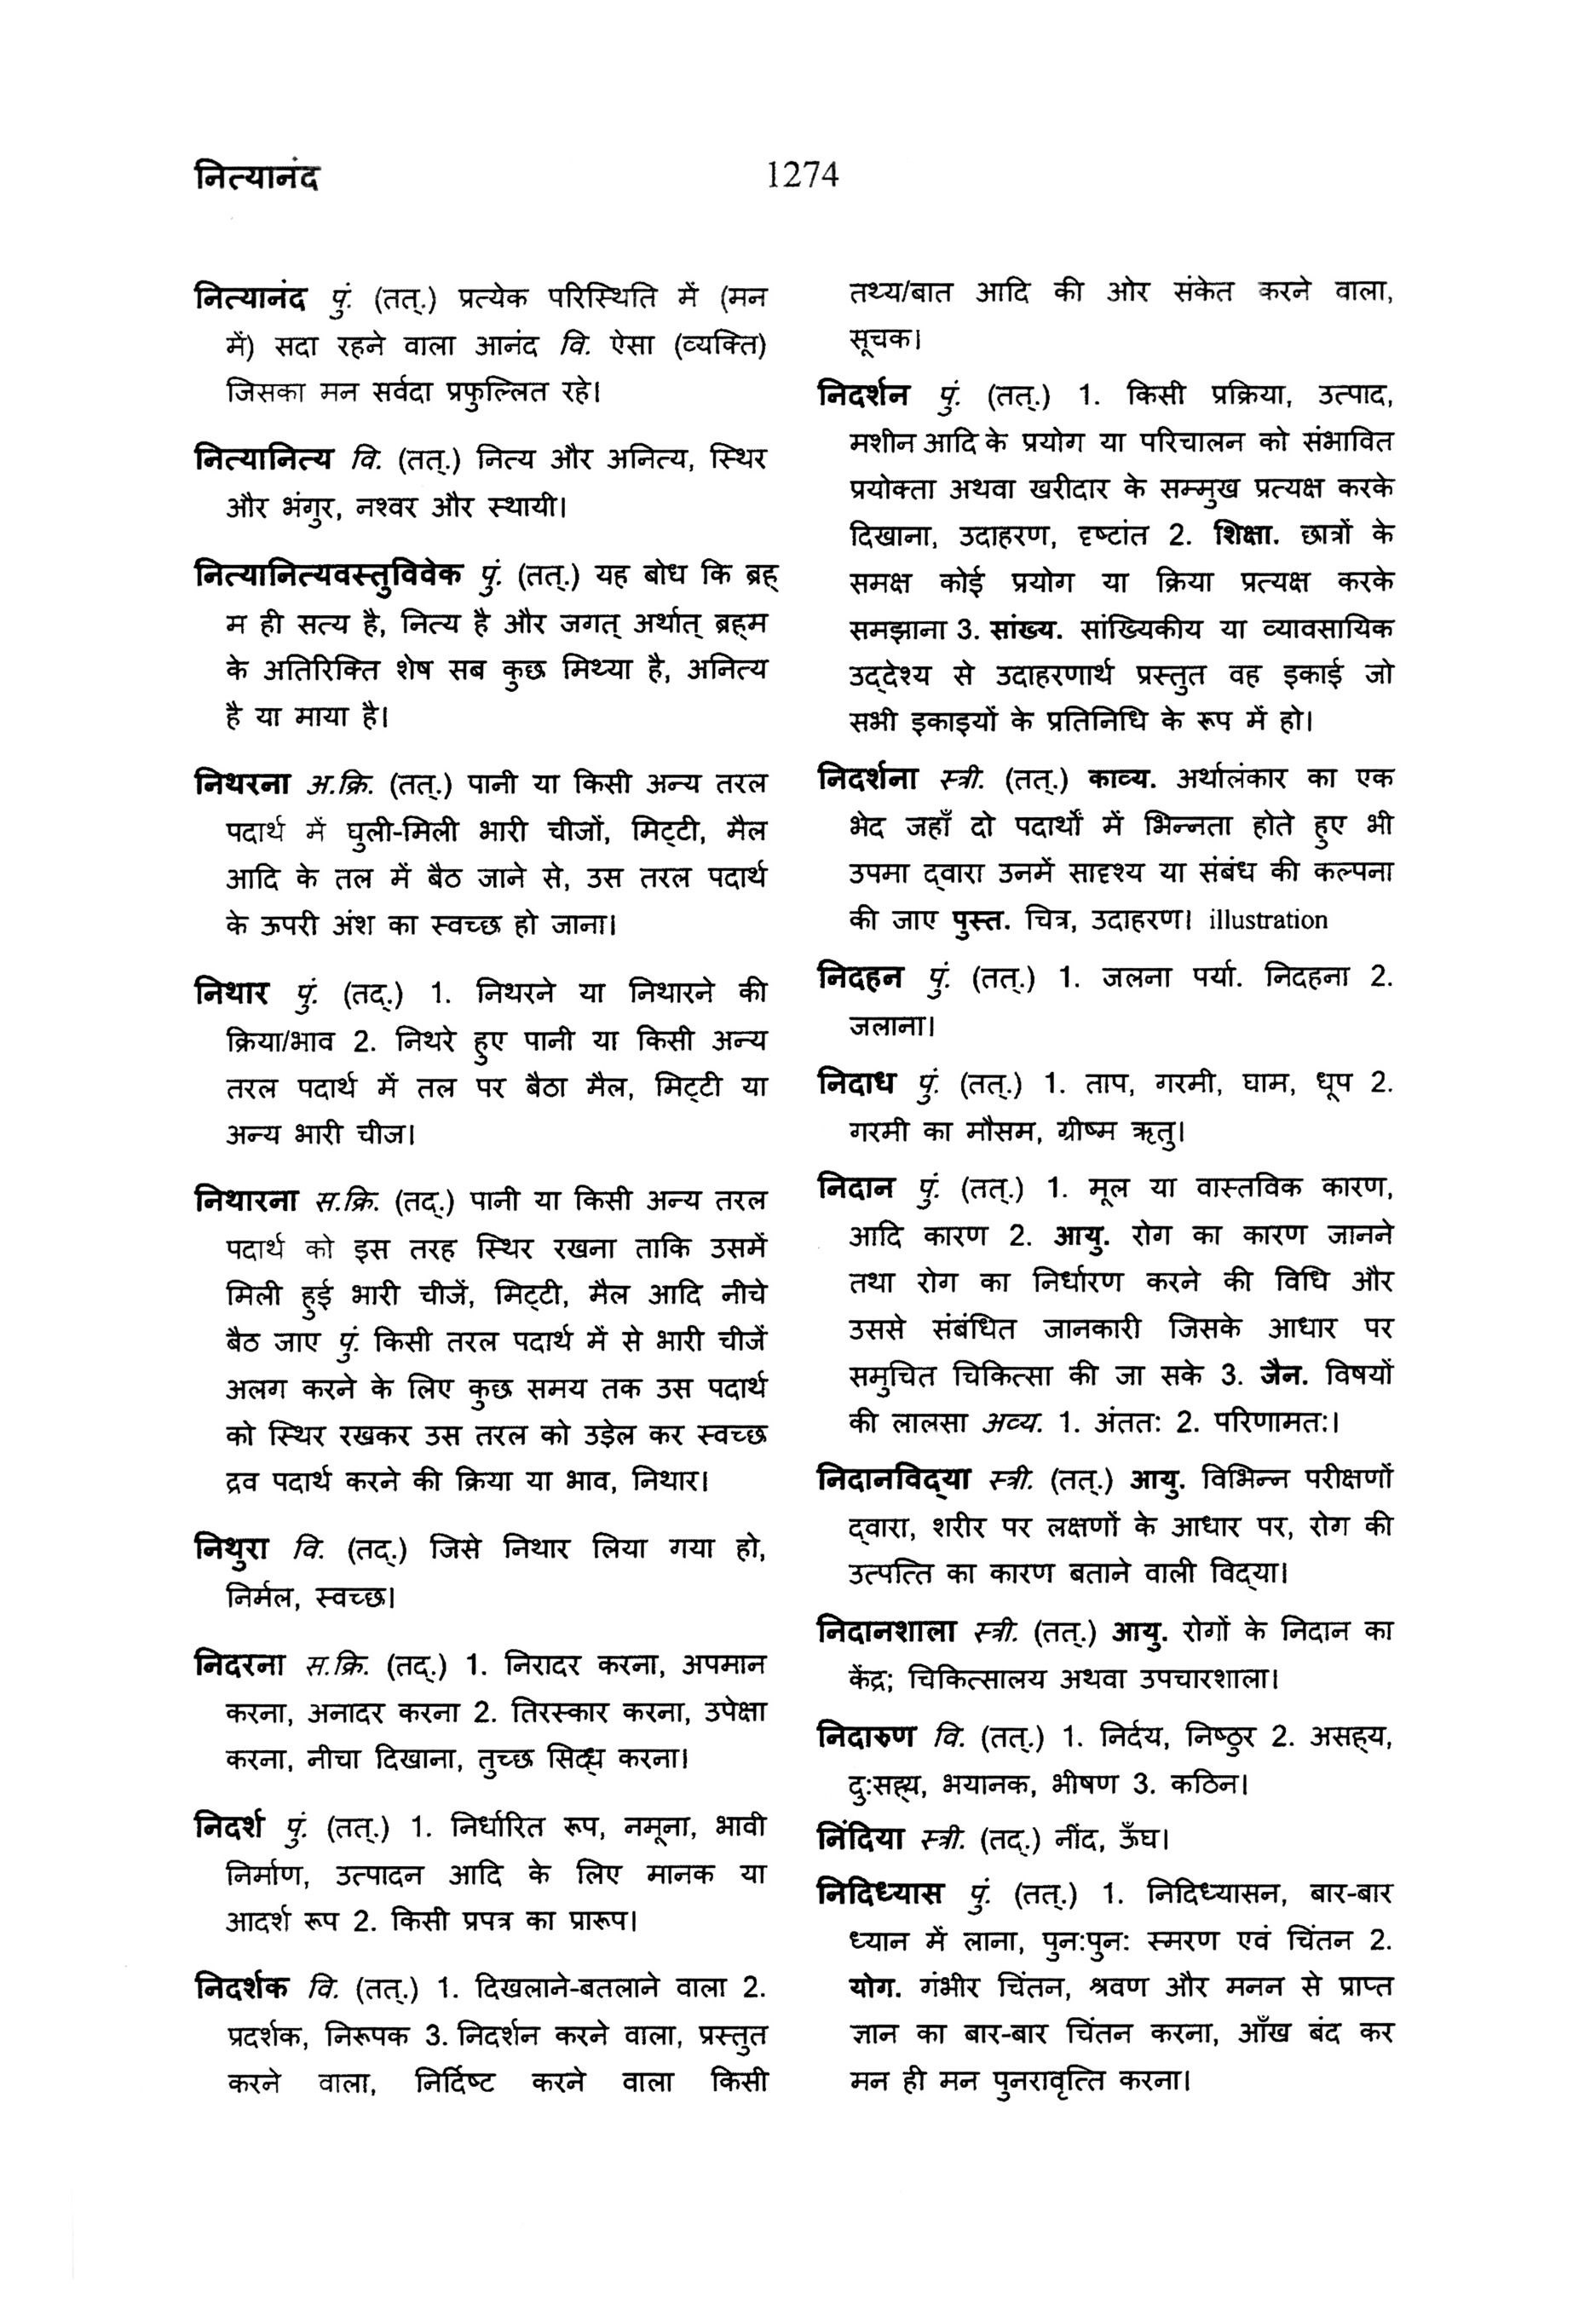 नित्यानंद
1274
नित्यानंद पुं. (तत्.) प्रत्येक परिस्थिति में (मन
में) सदा रहने वाला आनंद वि. ऐसा (व्यक्ति)
जिसका मन सर्वदा प्रफुल्लित रहे।
नित्यानित्य वि. (तत्.) नित्य और अनित्य, स्थिर
और भंगुर, नश्वर और स्थायी।
नित्यानित्यवस्तुविवेक पुं. (तत्.) यह बोध कि ब्रह्
म ही सत्य है, नित्य है और जगत् अर्थात् ब्रह्म
के अतिरिक्ति शेष सब कुछ मिथ्या है, अनित्य
है या माया है।
निथरना अ.क्रि. (तत्.) पानी या किसी अन्य तरल
पदार्थ में घुली-मिली भारी चीजों, मिट्टी, मैल
आदि के तल में बैठ जाने से, उस तरल पदार्थ
के ऊपरी अंश का स्वच्छ हो जाना।
निथार पुं. (तद्.) 1. निथरने या निथारने की
क्रिया/भाव 2. निथरे हुए पानी या किसी अन्य
तरल पदार्थ में तल पर बैठा मैल, मिट्टी या
अन्य भारी चीज।
निथारना स.क्रि. (तद्.) पानी या किसी अन्य तरल
पदार्थ को इस तरह स्थिर रखना ताकि उसमें
मिली हुई भारी चीजें, मिट्टी, मैल आदि नीचे
बैठ जाए पुं. किसी तरल पदार्थ में से भारी चीजें
अलग करने के लिए कुछ समय तक उस पदार्थ
को स्थिर रखकर उस तरल को उड़ेल कर स्वच्छ
द्रव पदार्थ करने की क्रिया या भाव, निथार।
निथुरा वि. (तद्.) जिसे निथार लिया गया हो,
निर्मल, स्वच्छ।
निदरना स.क्रि. (तद्.) 1. निरादर करना, अपमान
करना, अनादर करना 2. तिरस्कार करना, उपेक्षा
करना, नीचा दिखाना, तुच्छ सिद्ध करना।
निदर्श पुं. (तत्.) 1. निर्धारित रूप, नमूना, भावी
निर्माण, उत्पादन आदि के लिए मानक या
आदर्श रूप 2. किसी प्रपत्र का प्रारूप।
निदर्शक वि. (तत्.) 1. दिखलाने-बतलाने वाला 2.
प्रदर्शक, निरूपक 3. निदर्शन करने वाला, प्रस्तुत
करने वाला, निर्दिष्ट करने वाला किसी
तथ्य/बात आदि की ओर संकेत करने वाला,
सूचक।
निदर्शन पुं. (तत्.) 1. किसी प्रक्रिया, उत्पाद,
मशीन आदि के प्रयोग या परिचालन को संभावित
प्रयोक्ता अथवा खरीदार के सम्मुख प्रत्यक्ष करके
दिखाना, उदाहरण, दृष्टांत 2. शिक्षा. छात्रों के
समक्ष कोई प्रयोग या क्रिया प्रत्यक्ष करके
समझाना 3. सांख्य. सांख्यिकीय या व्यावसायिक
उद्देश्य से उदाहरणार्थ प्रस्तुत वह इकाई जो
सभी इकाइयों के प्रतिनिधि के रूप में हो।
निदर्शना स्त्री. (तत्.) काव्य. अर्थालंकार का एक
भेद जहाँ दो पदार्थों में भिन्नता होते हुए भी
उपमा द्वारा उनमें सादृश्य या संबंध की कल्पना
की जाए पुस्त. चित्र, उदाहरण। illustration
निदहन पुं. (तत्.) 1. जलना पर्या. निदहना 2.
जलाना।
निदाध पुं. (तत्.) 1. ताप, गरमी, घाम, धूप 2.
गरमी का मौसम, ग्रीष्म ऋतु।
निदान पुं. (तत्.) 1. मूल या वास्तविक कारण,
आदि कारण 2. आयु. रोग का कारण जानने
तथा रोग का निर्धारण करने की विधि और
उससे संबंधित जानकारी जिसके आधार पर
समुचित चिकित्सा की जा सके 3. जैन. विषयों
की लालसा अव्य. 1. अंततः 2. परिणामतः।
निदानविद्या स्त्री. (तत्.) आयु. विभिन्न परीक्षणों
द्वारा, शरीर पर लक्षणों के आधार पर, रोग की
उत्पत्ति का कारण बताने वाली विद्या।
निदानशाला स्त्री. (तत्.) आयु. रोगों के निदान का
केंद्र; चिकित्सालय अथवा उपचारशाला।
निदारुण वि. (तत्.) 1. निर्दय, निष्ठुर 2. असह्य,
दुःसह्य, भयानक, भीषण 3. कठिन।
निंदिया स्त्री. (तद्.) नींद, ऊँघ।
निदिध्यास पुं. (तत्.) 1. निदिध्यासन, बार-बार
ध्यान में लाना, पुनःपुनः स्मरण एवं चिंतन 2.
योग. गंभीर चिंतन, श्रवण और मनन से प्राप्त
ज्ञान का बार-बार चिंतन करना, आँख बंद कर
मन ही मन पुनरावृत्ति करना।